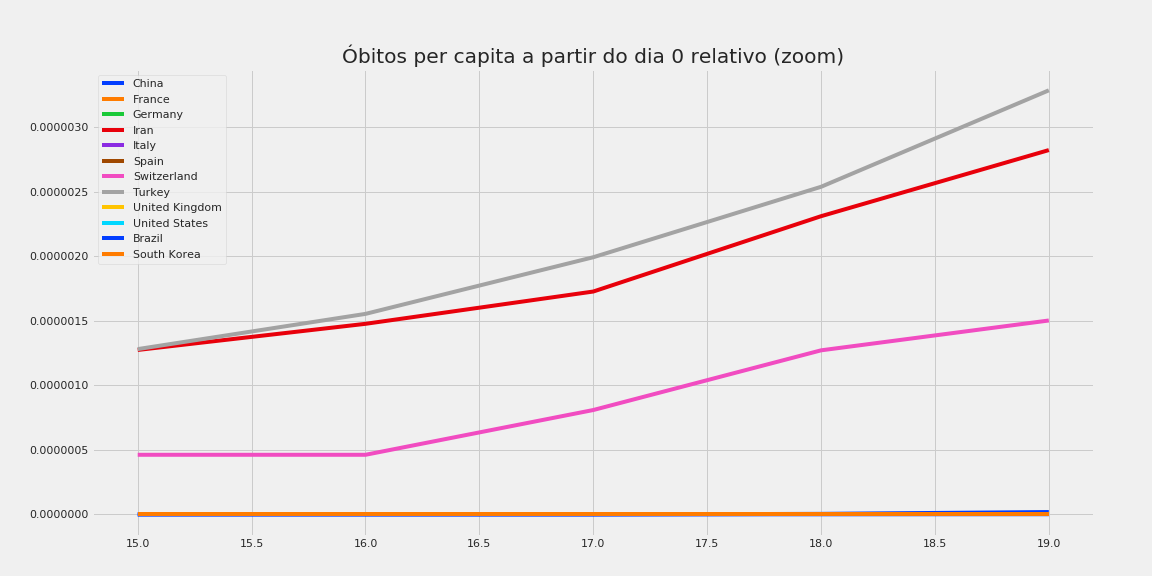 Óbitos per capita a partir do dia 0 relativo (zoom)
China
France
Germany
Iran
Italy
Spain
Switzerland
Turkey
United Kingdom
United States
Brazil
South Korea
0.0000030
0.0000025
0.0000020
0.0000015
0.0000010
0.0000005
0.0000000
15.0 15.5 16.0 16.5 17.0 17.5 18.0 18.5 19.0